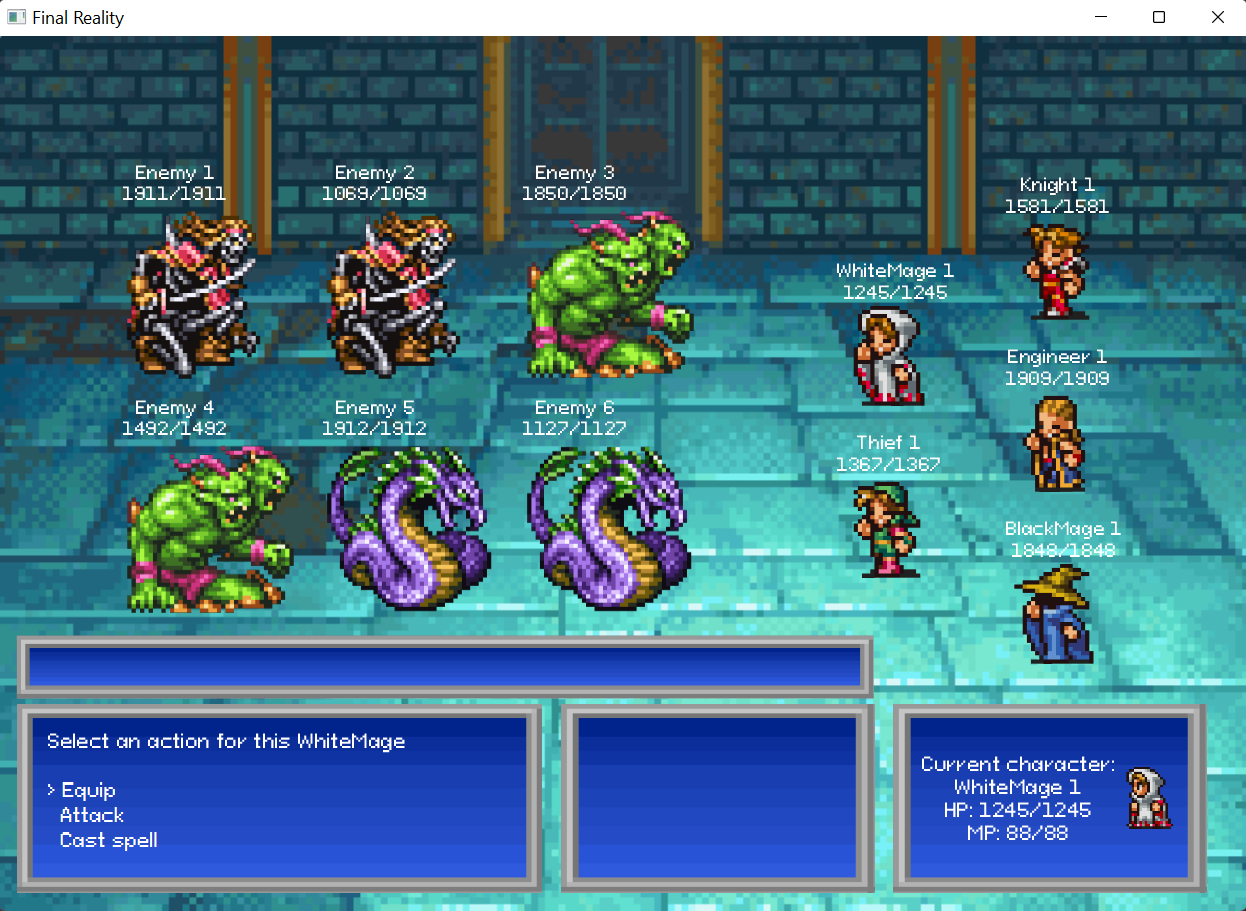 Final Reality
Enemy 1
1911/1911
Enemy 2
1069/1069
Enemy 3
1850/1850
Knight 1
1581/1581
WhiteMage 1
1245/1245
Engineer 1
1909/1909
Enemy 4
1492/1492
Enemy 5
1912/1912
Enemy 6
1127/1127
Thief 1
1367/1367
BlackMage 1
1848/1848
Select an action for this WhiteMage
> Equip
Attack
Cast spell
Current character:
WhiteMage 1
HP: 1245/1245
MP: 88/88